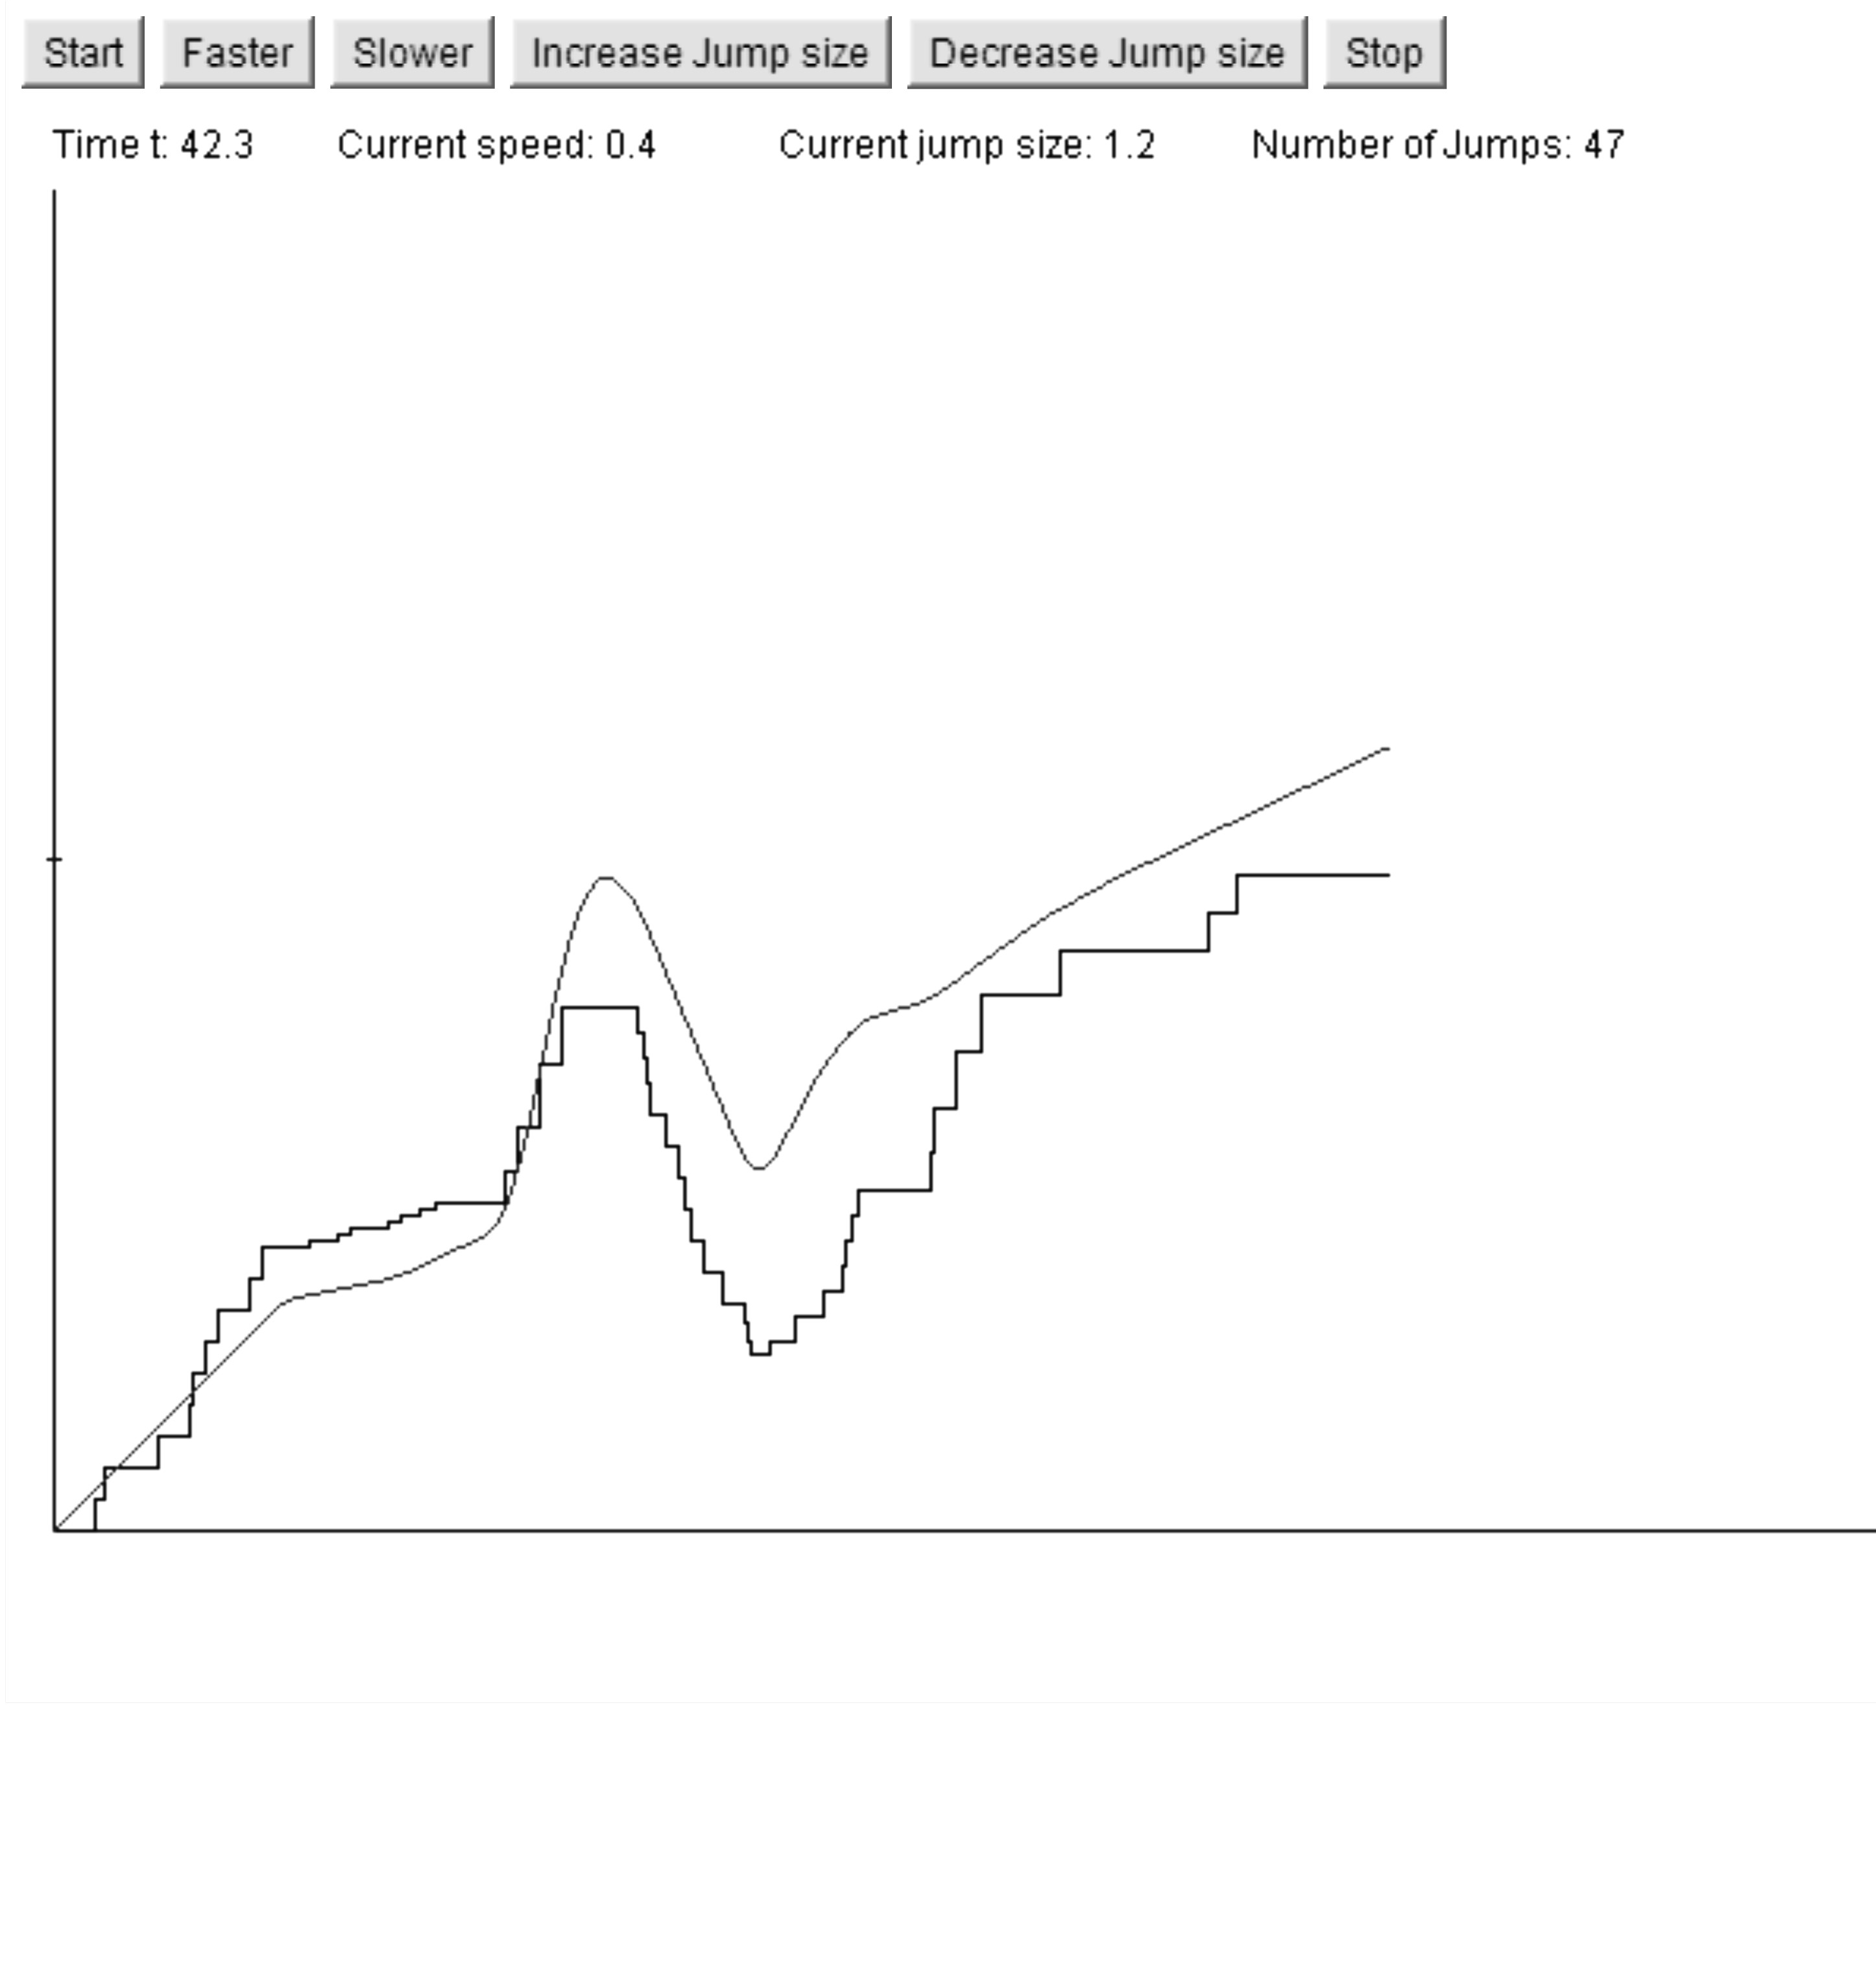 Start Faster Slower Increase Jump size Decrease Jump size Stop
Time t: 42.3 Current speed: 0.4 Current jump size: 1.2 Number of Jumps: 47